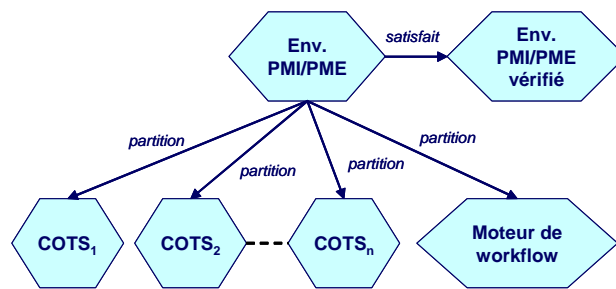 Env.
PMI/PME
satisfait
Env.
PMI/PME
vérifié
partition
partition
partition
partition
COTS₁
COTS₂
COTSₙ
Moteur de
workflow